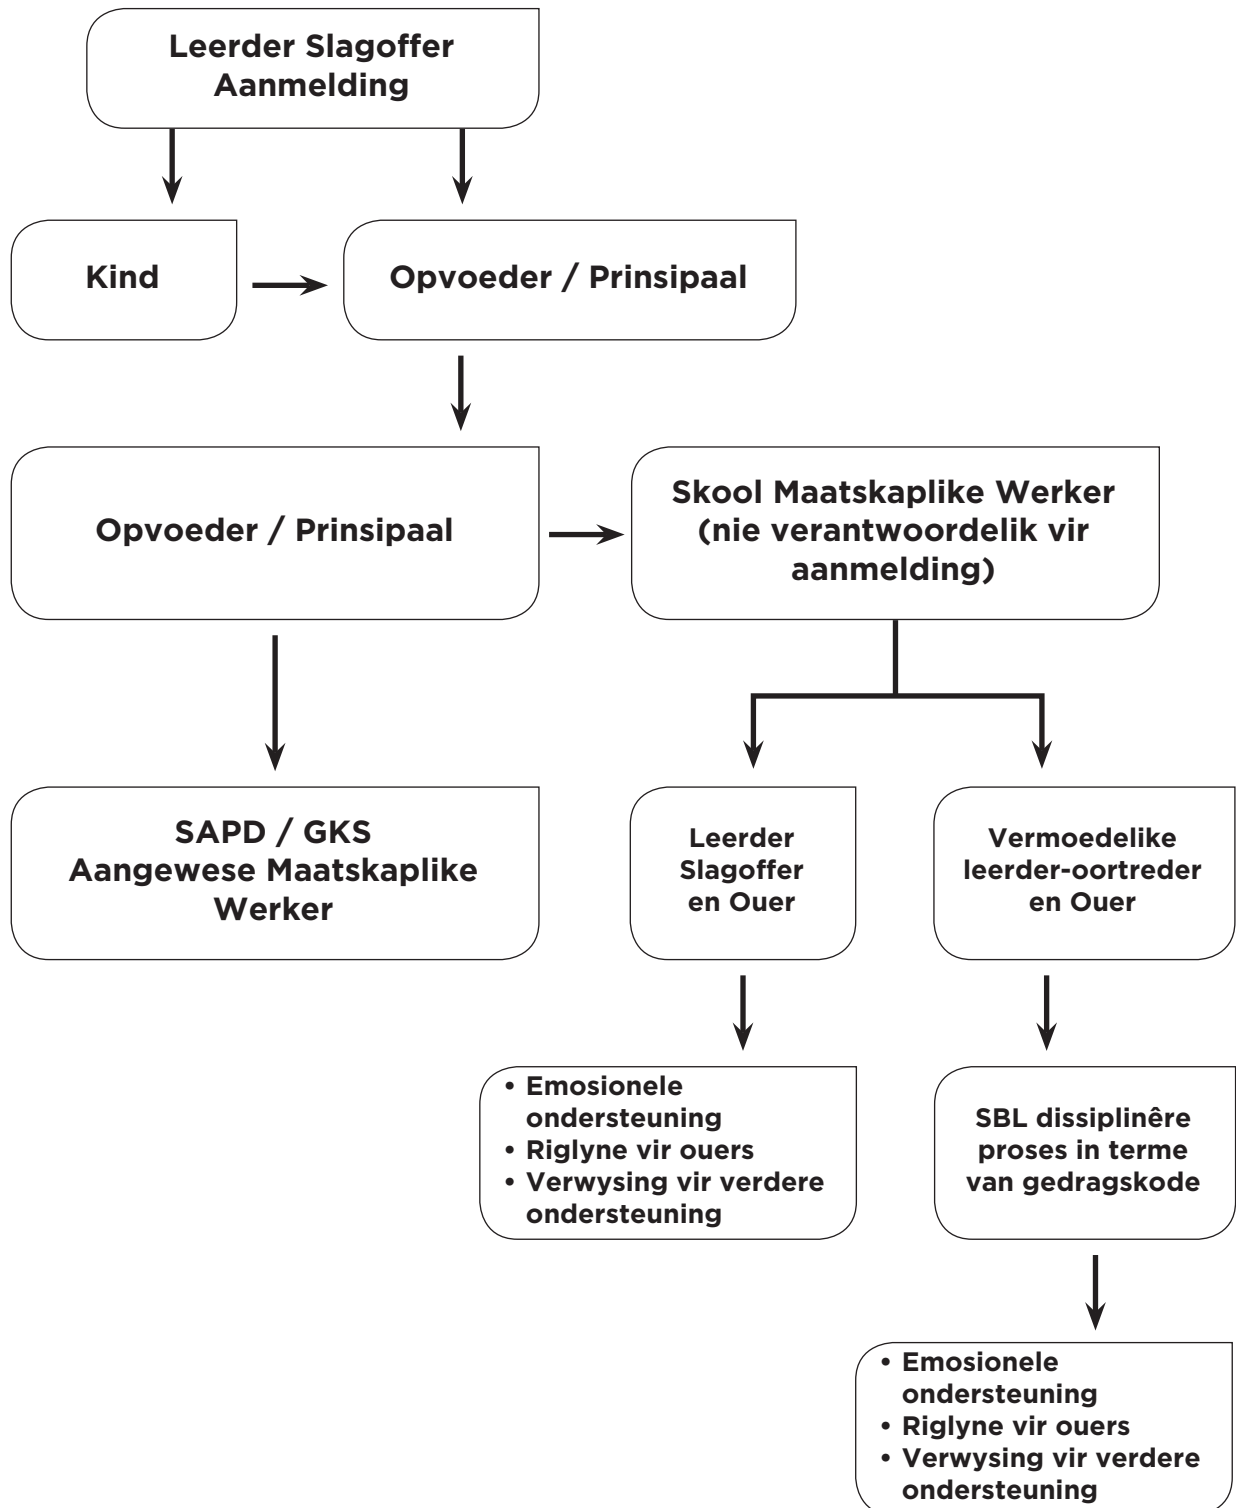 Leerder Slagoffer
Aanmelding
Kind
Opvoeder / Prinsipaal
Opvoeder / Prinsipaal
Skool Maatskaplike Werker
(nie verantwoordelik vir
aanmelding)
SAPD / GKS
Aangewese Maatskaplike
Werker
Leerder
Slagoffer
en Ouer
Vermoedelike
leerder-oortreder
en Ouer
• Emosionele
ondersteuning
• Riglyne vir ouers
• Verwysing vir verdere
ondersteuning
SBL dissiplinêre
proses in terme
van gedragskode
• Emosionele
ondersteuning
• Riglyne vir ouers
• Verwysing vir verdere
ondersteuning